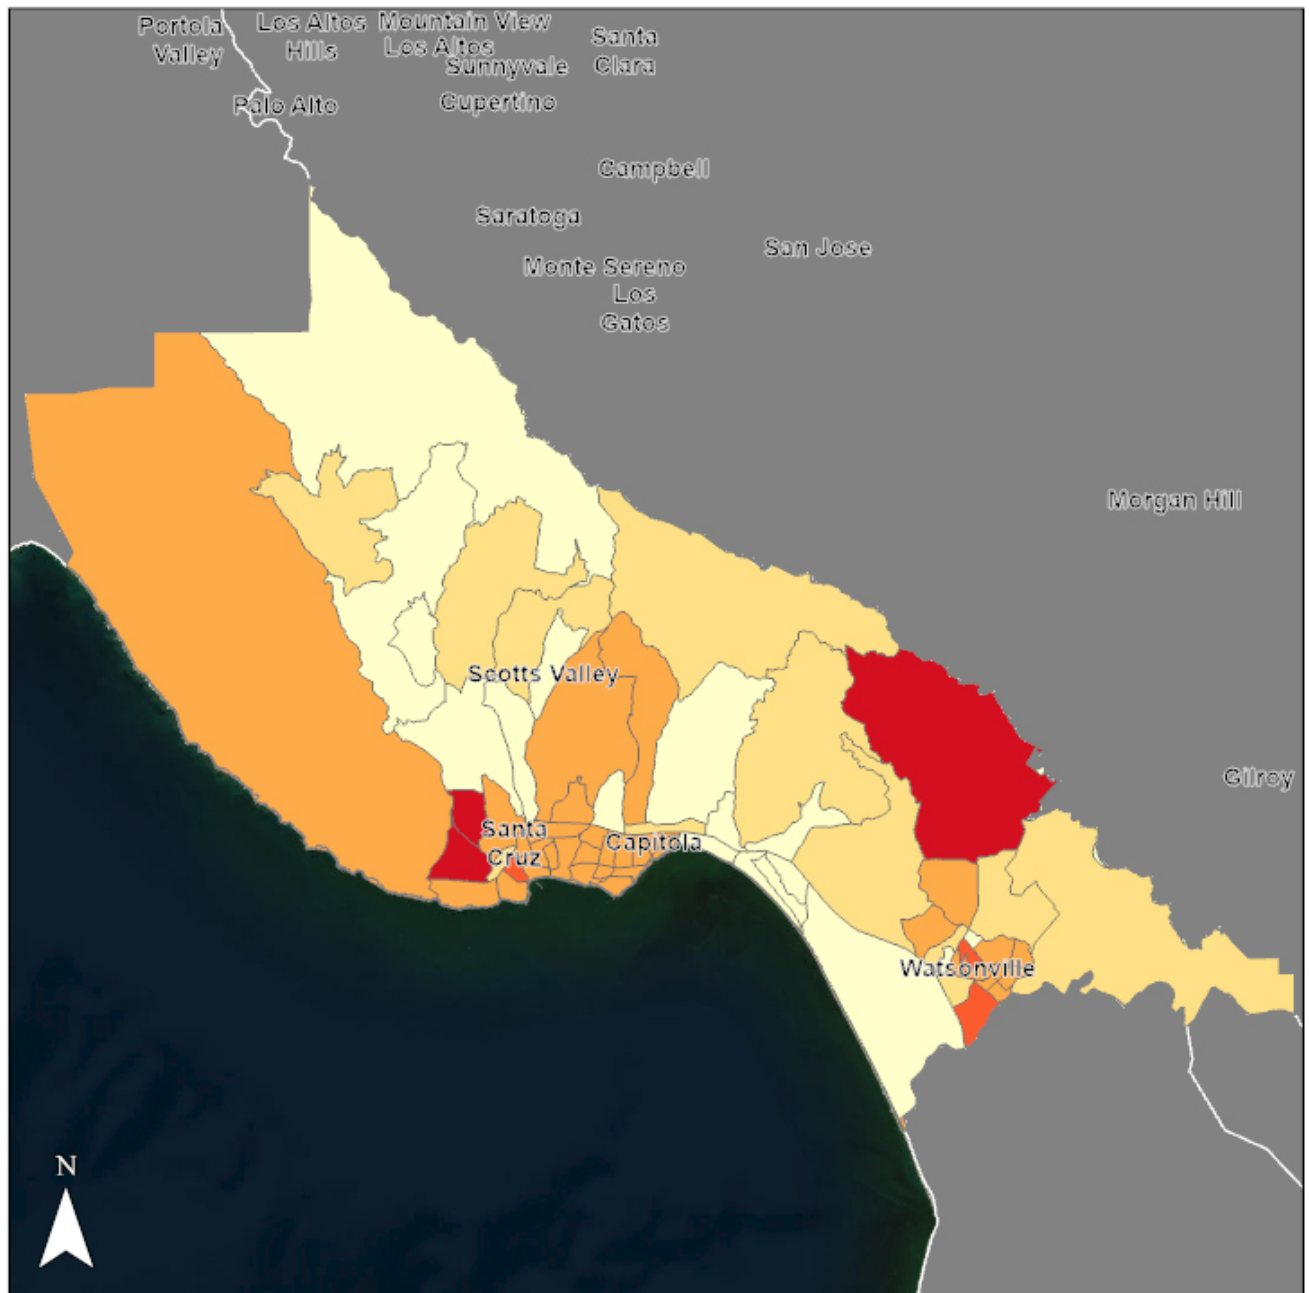 Portola
Valley
Los Altos
Hills
Mountain View
Los Altos
Sunnyvale
Santa
Clara
Palo Alto
Cupertino
Campbell
Saratoga
San Jose
Monte Sereno
Los
Gatos
Morgan Hill
Scotts Valley
Gilroy
Santa
Cruz
Capitola
Watsonville
N